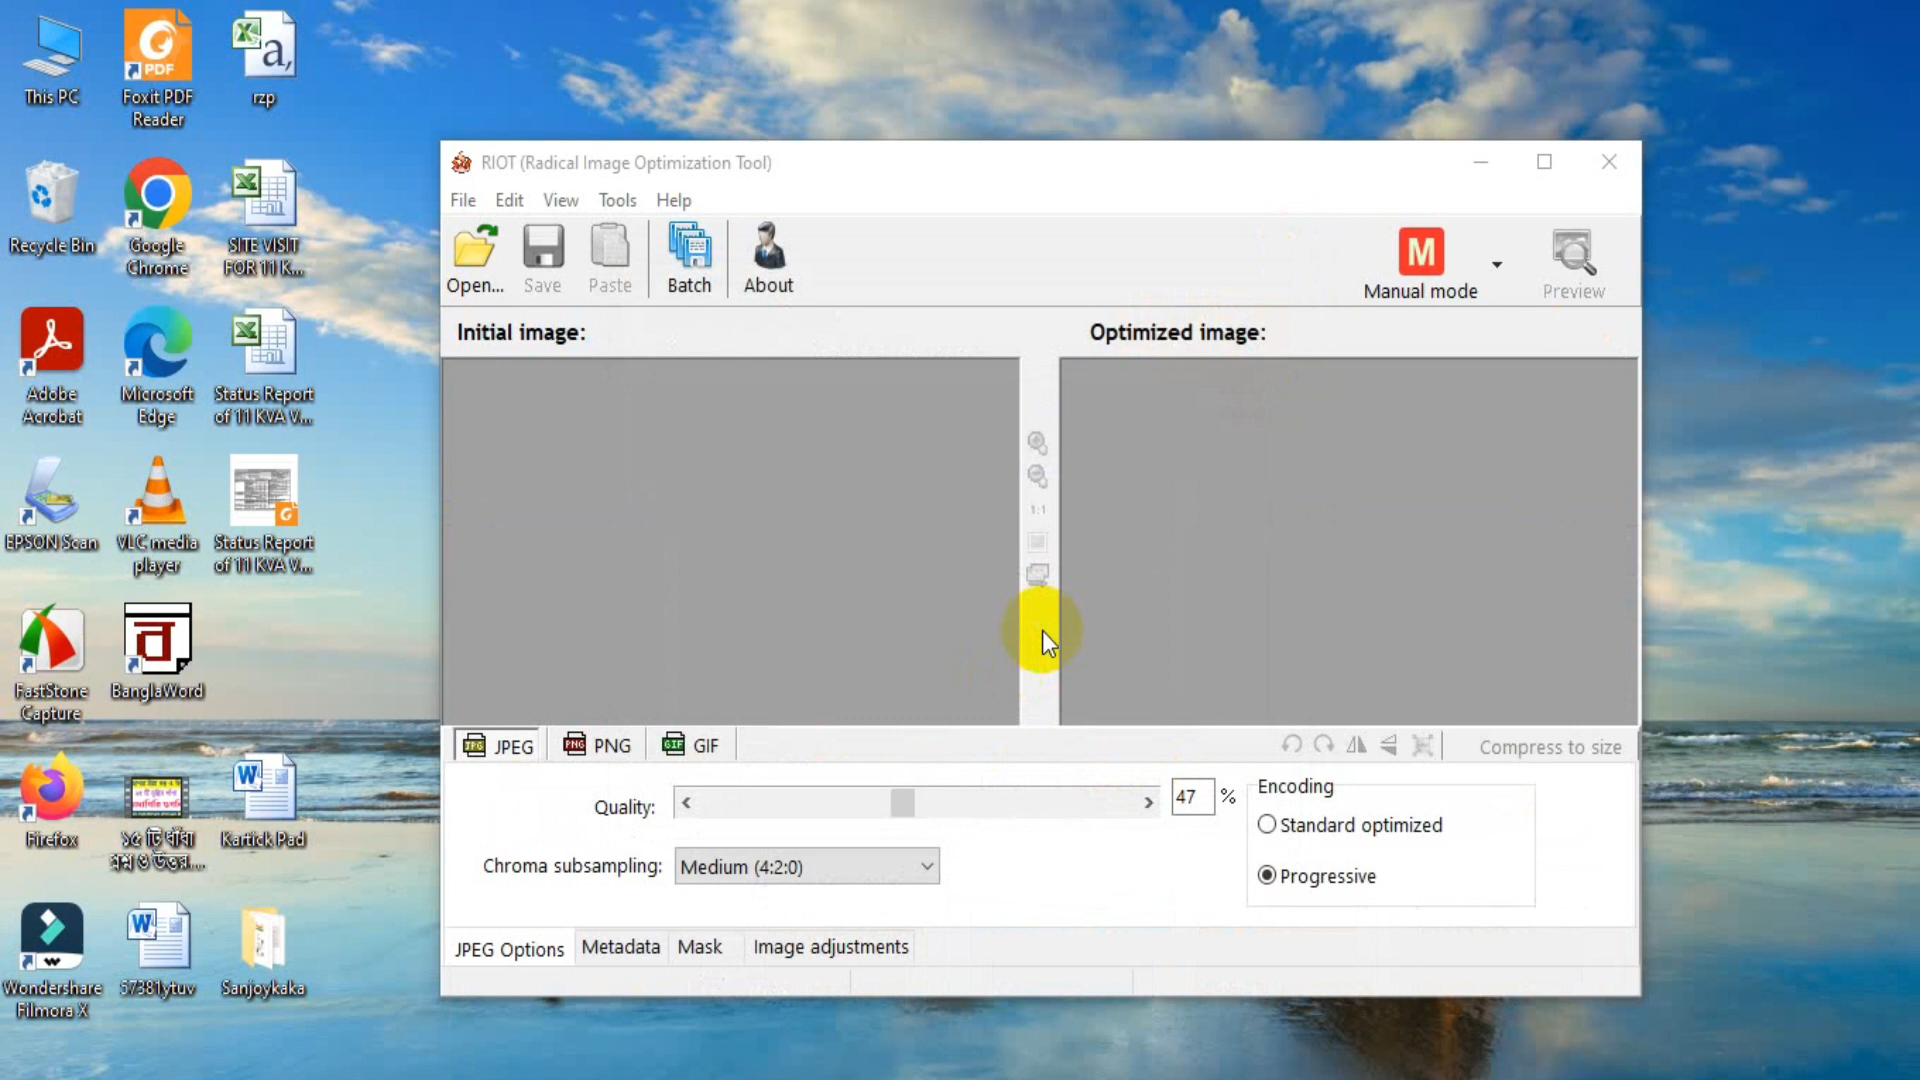 This PC
Foxit PDF
Reader
rzp
Recycle Bin
Google
Chrome
SITE VISIT
FOR 11 K...
Adobe
Acrobat
Microsoft
Edge
Status Report
of 11 KVA V...
EPSON Scan
VLC media
player
Status Report
of 11 KVA V...
FastStone
Capture
BanglaWord
Firefox
১৫ টি ধাঁধা
প্রশ্ন ও উত্তর....
Kartick Pad
Wondershare
Filmora X
57381ytuv
Sanjoykaka
RIOT (Radical Image Optimization Tool)
File Edit View Tools Help
Open... Save Paste Batch About
M
Manual mode
Preview
Initial image:
Optimized image:
1:1
JPEG PNG GIF
Compress to size
Quality:
47 %
Chroma subsampling:
Medium (4:2:0)
Encoding
Standard optimized
Progressive
JPEG Options Metadata Mask Image adjustments